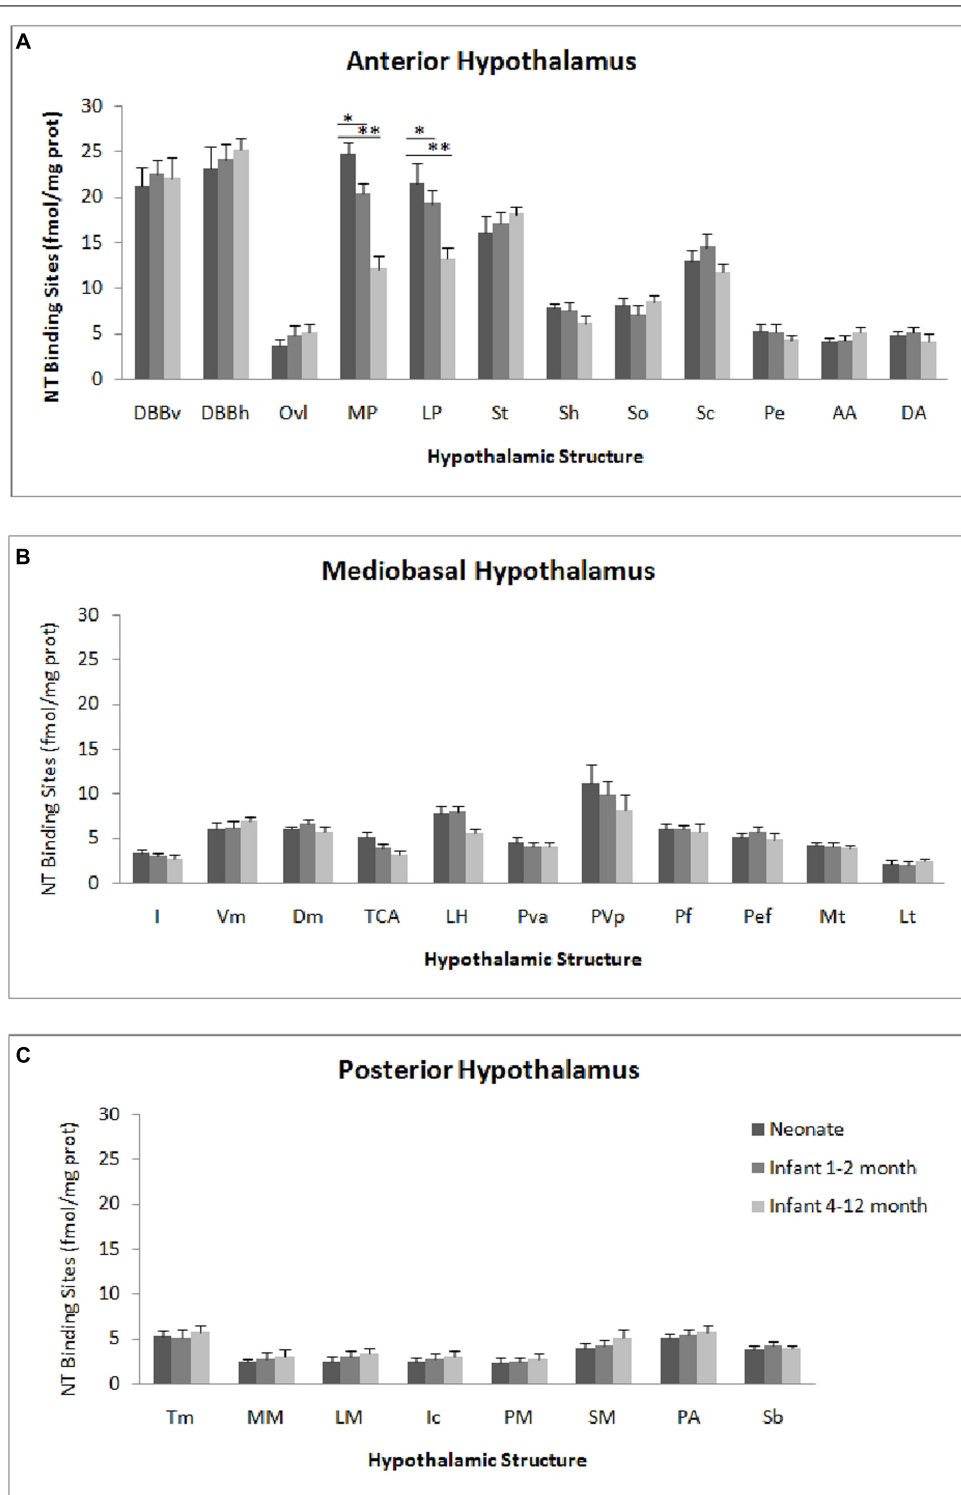 A
Anterior Hypothalamus
NT Binding Sites (fmol/mg prot)
30
25
20
15
10
5
0
* ** * **
DBBv DBBh Ovl MP LP St Sh So Sc Pe AA DA
Hypothalamic Structure
B
Mediobasal Hypothalamus
NT Binding Sites (fmol/mg prot)
30
25
20
15
10
5
0
I Vm Dm TCA LH Pva PVp Pf Pef Mt Lt
Hypothalamic Structure
C
Posterior Hypothalamus
NT Binding Sites (fmol/mg prot)
30
25
20
15
10
5
0
Neonate
Infant 1-2 month
Infant 4-12 month
Tm MM LM Ic PM SM PA Sb
Hypothalamic Structure